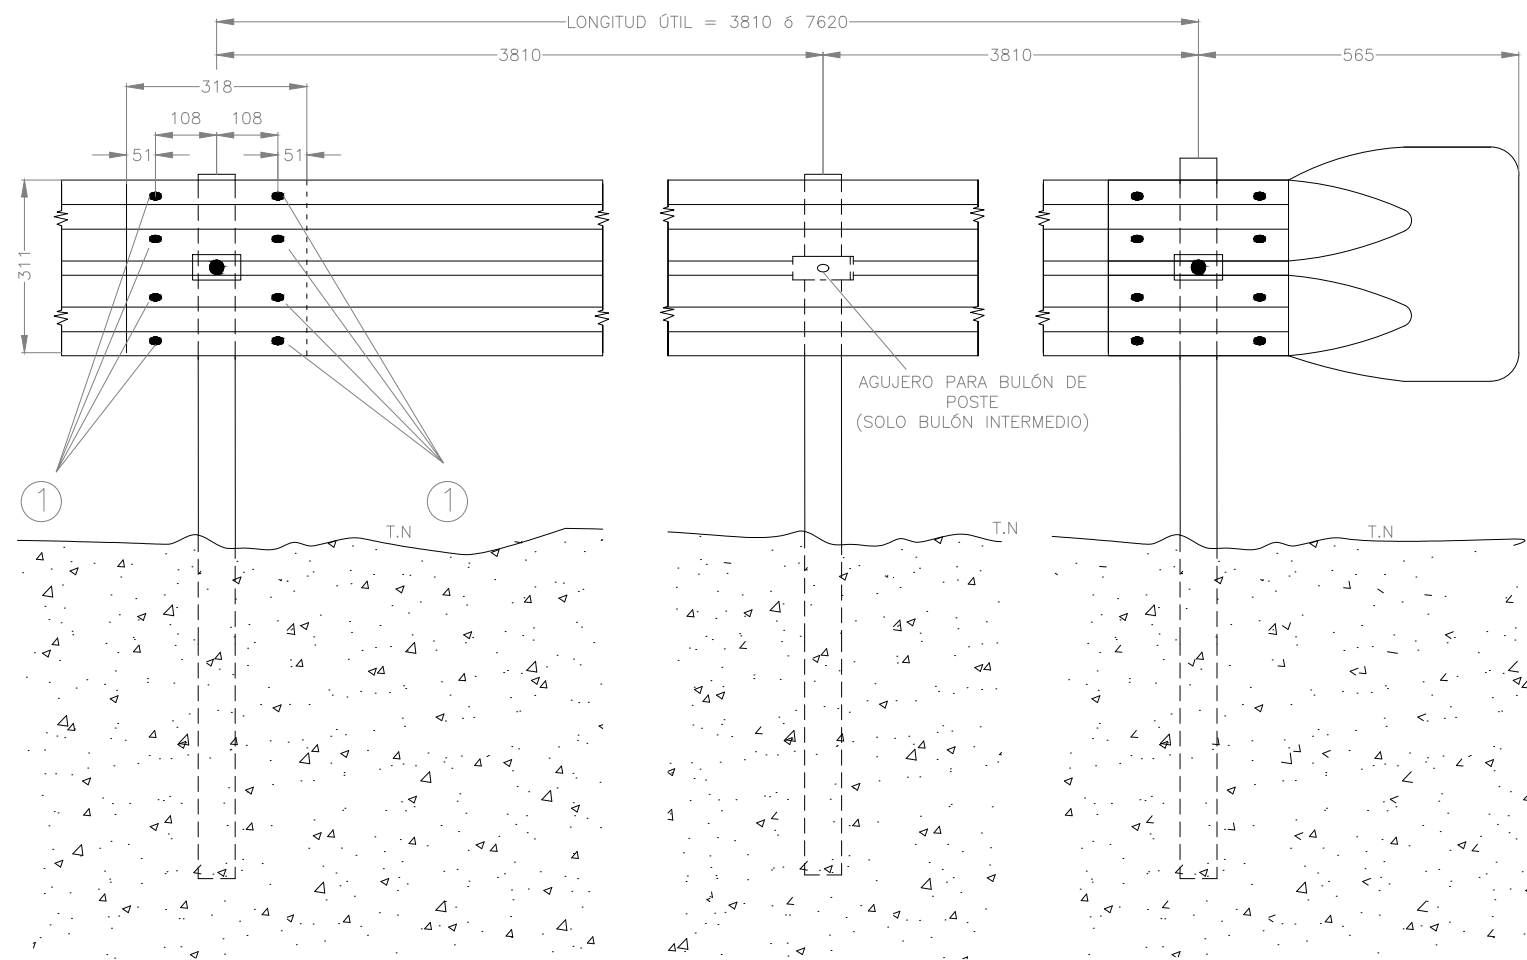 LONGITUD ÚTIL = 3810 ó 7620
3810
3810
565
318
108
108
51
51
311
AGUJERO PARA BULÓN DE
POSTE
(SOLO BULÓN INTERMEDIO)
1
1
T.N
T.N
T.N